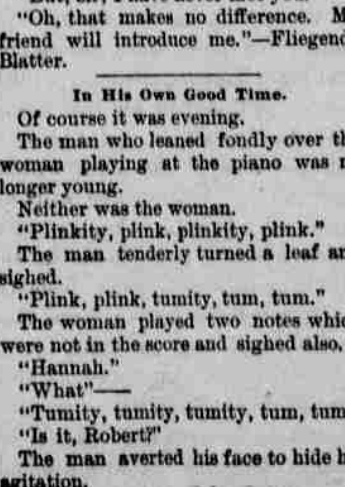 "Oh, that makes no difference. M
friend will introduce me."—Fliegend
Blatter.
In His Own Good Time.
Of course it was evening.
The man who leaned fondly over th
woman playing at the piano was n
longer young.
Neither was the woman.
"Plinkity, plink, plinkity, plink."
The man tenderly turned a leaf an
sighed.
"Plink, plink, tumity, tum, tum."
The woman played two notes whic
were not in the score and sighed also.
"Hannah."
"What"—
"Tumity, tumity, tumity, tum, tum
"Is it, Robert?"
The man averted his face to hide h
agitation.